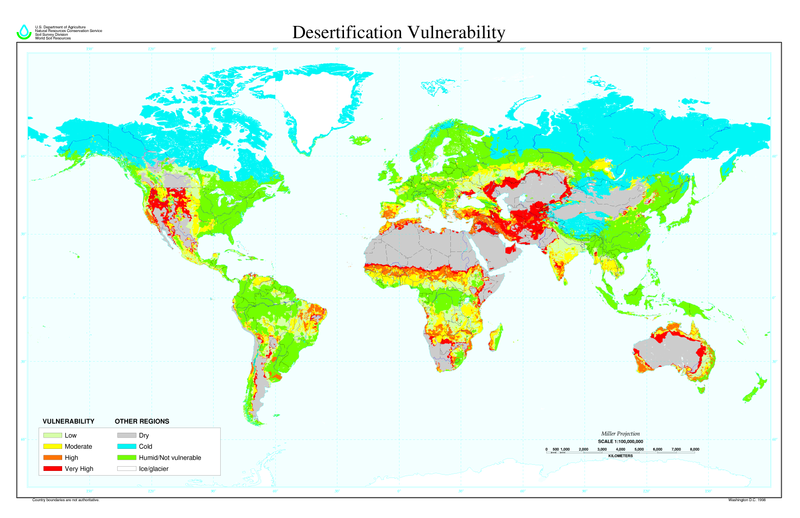 U.S. Department of Agriculture
Natural Resources Conservation Service
Soil Survey Division
World Soil Resources
Desertification Vulnerability
VULNERABILITY
Low
Moderate
High
Very High
OTHER REGIONS
Dry
Cold
Humid/Not vulnerable
Ice/glacier
Miller Projection
SCALE 1:100,000,000
0 500 1,000 2,000 3,000 4,000 5,000 6,000 7,000 8,000
KILOMETERS
Country boundaries are not authoritative
Washington D.C. 1998